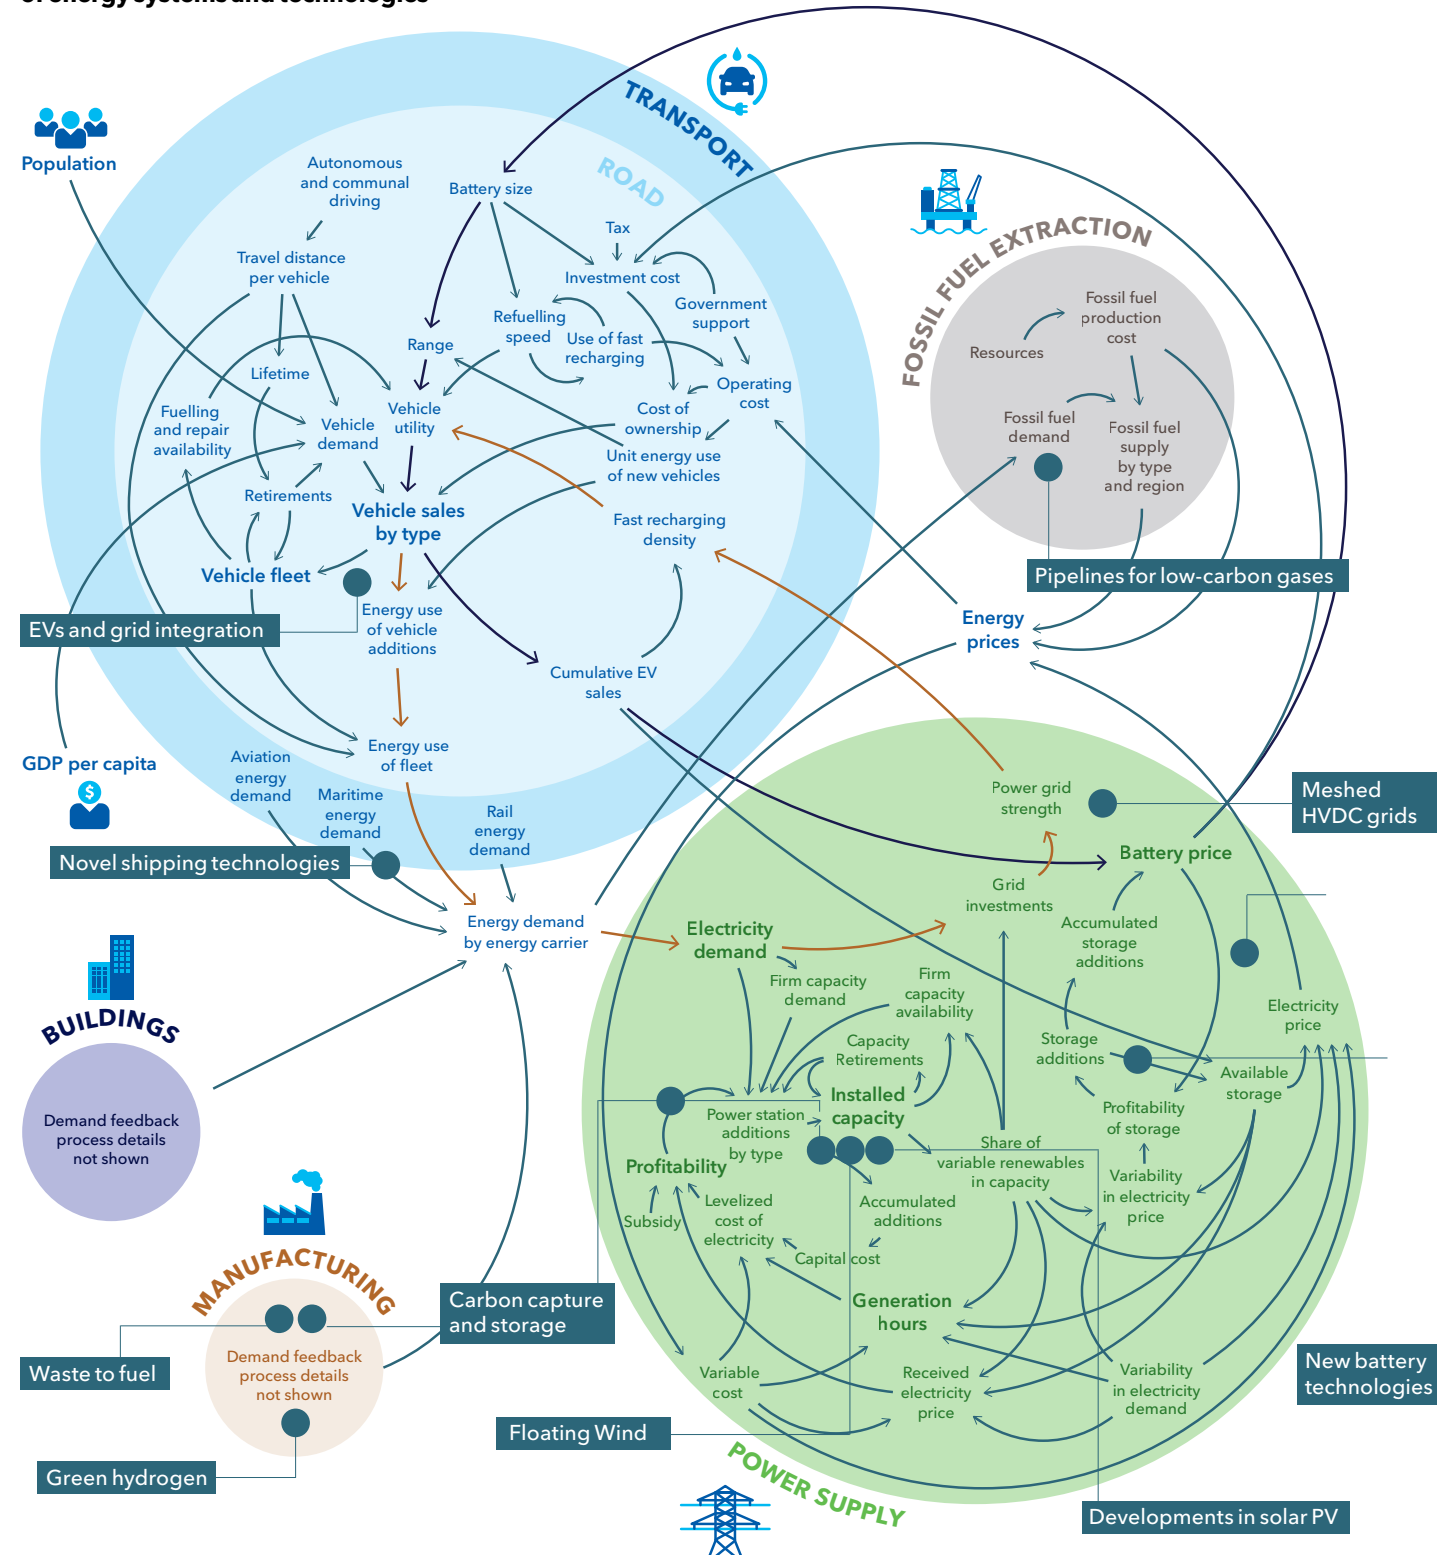 of energy systems and technologies
TRANSPORT
ROAD
Population
Autonomous
and communal
driving
Battery size
Tax
Travel distance
per vehicle
Investment cost
Government
support
Refuelling
speed
Use of fast
recharging
Range
Lifetime
Operating
cost
Fuelling
and repair
availability
Vehicle
demand
Vehicle
utility
Cost of
ownership
Unit energy use
of new vehicles
Retirements
Vehicle sales
by type
Fast recharging
density
Vehicle fleet
Energy use
of vehicle
additions
EVs and grid integration
Cumulative EV
sales
GDP per capita
$
Energy use
of fleet
Aviation
energy
demand
Maritime
energy
demand
Rail
energy
demand
Novel shipping technologies
Energy demand
by energy carrier
FOSSIL FUEL EXTRACTION
Fossil fuel
production
cost
Resources
Fossil fuel
demand
Fossil fuel
supply
by type
and region
Pipelines for low-carbon gases
Energy
prices
Power grid
strength
Meshed
HVDC grids
Battery price
Grid
investments
Accumulated
storage
additions
Electricity
demand
Firm capacity
demand
Firm
capacity
availability
Electricity
price
Capacity
Retirements
Storage
additions
Available
storage
Installed
capacity
Power station
additions
by type
Profitability
of storage
Share of
variable renewables
in capacity
Profitability
Variability
in electricity
price
Subsidy
Levelized
cost of
electricity
Accumulated
additions
Capital cost
Generation
hours
Variable
cost
Received
electricity
price
Variability
in electricity
demand
New battery
technologies
Floating Wind
POWER SUPPLY
Developments in solar PV
BUILDINGS
Demand feedback
process details
not shown
MANUFACTURING
Carbon capture
and storage
Waste to fuel
Demand feedback
process details
not shown
Green hydrogen